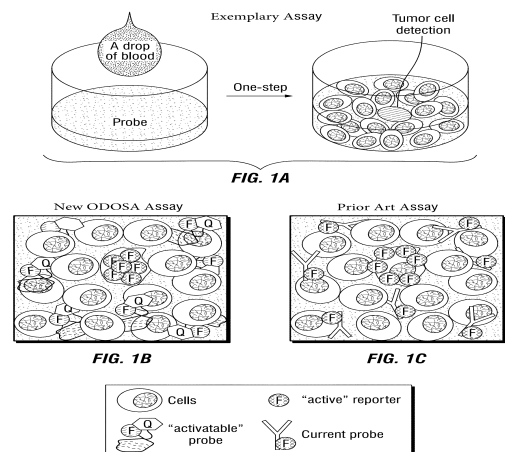 Exemplary Assay
A drop
of blood
Probe
One-step
Tumor cell
detection
FIG. 1A
New ODOSA Assay
Prior Art Assay
F Q
F
F
Q
F
F
F
F
F
F
F
Q
F
Q
F
Q F
F
F
F
F
F
F
F
F
F
F
F
FIG. 1B
FIG. 1C
Cells
F
"active" reporter
F
Q
"activatable"
probe
F
Current probe